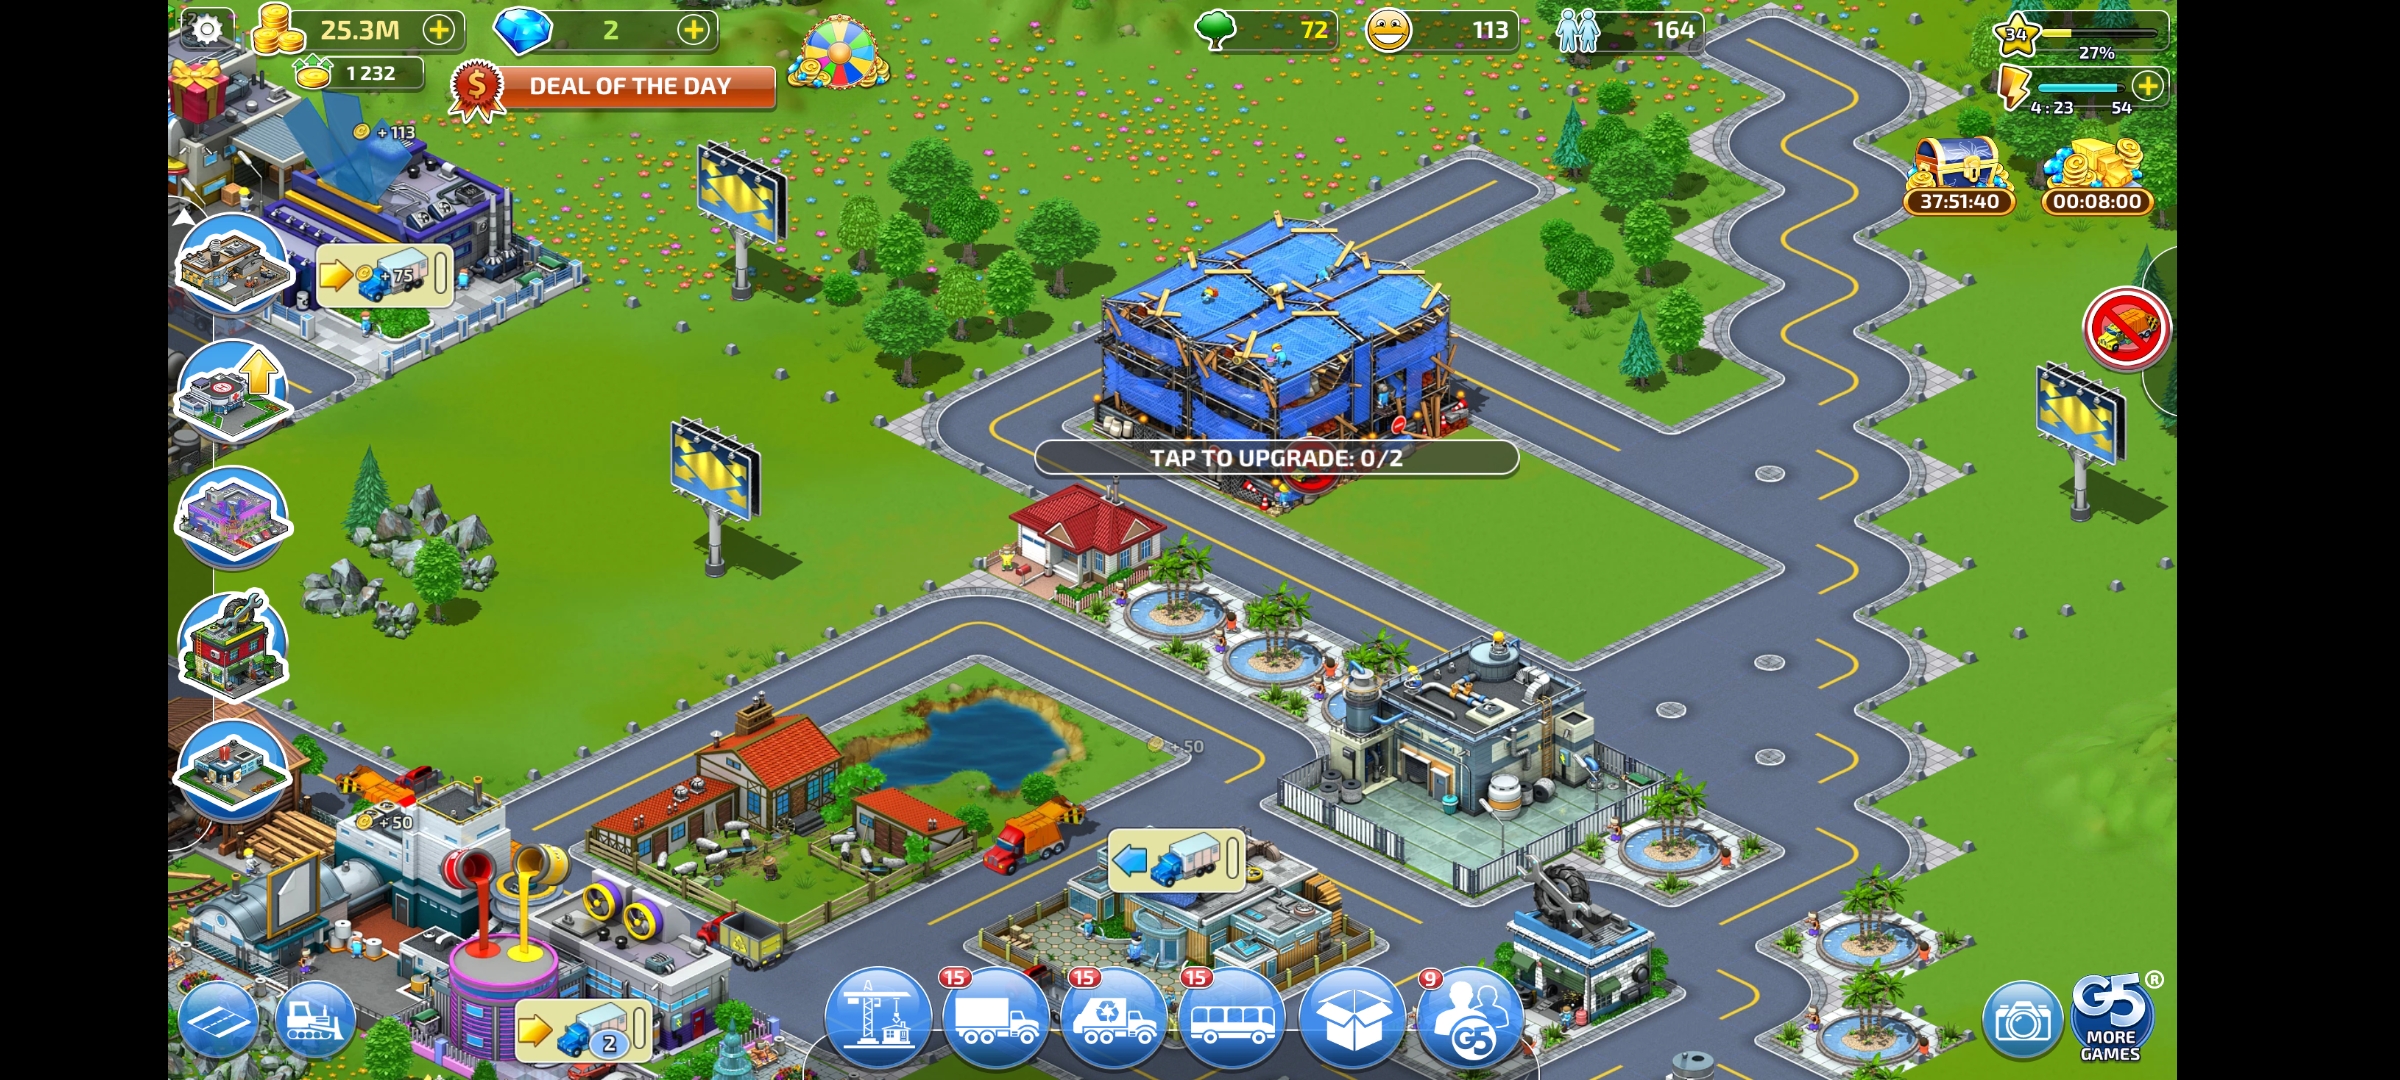 25.3M
2
72
113
164
34
27%
1 232
DEAL OF THE DAY
4:23
54
+113
37:51:40
00:08:00
+75
TAP TO UPGRADE: 0/2
+50
+50
15
15
15
9
2
A
G5
G5®
MORE
GAMES